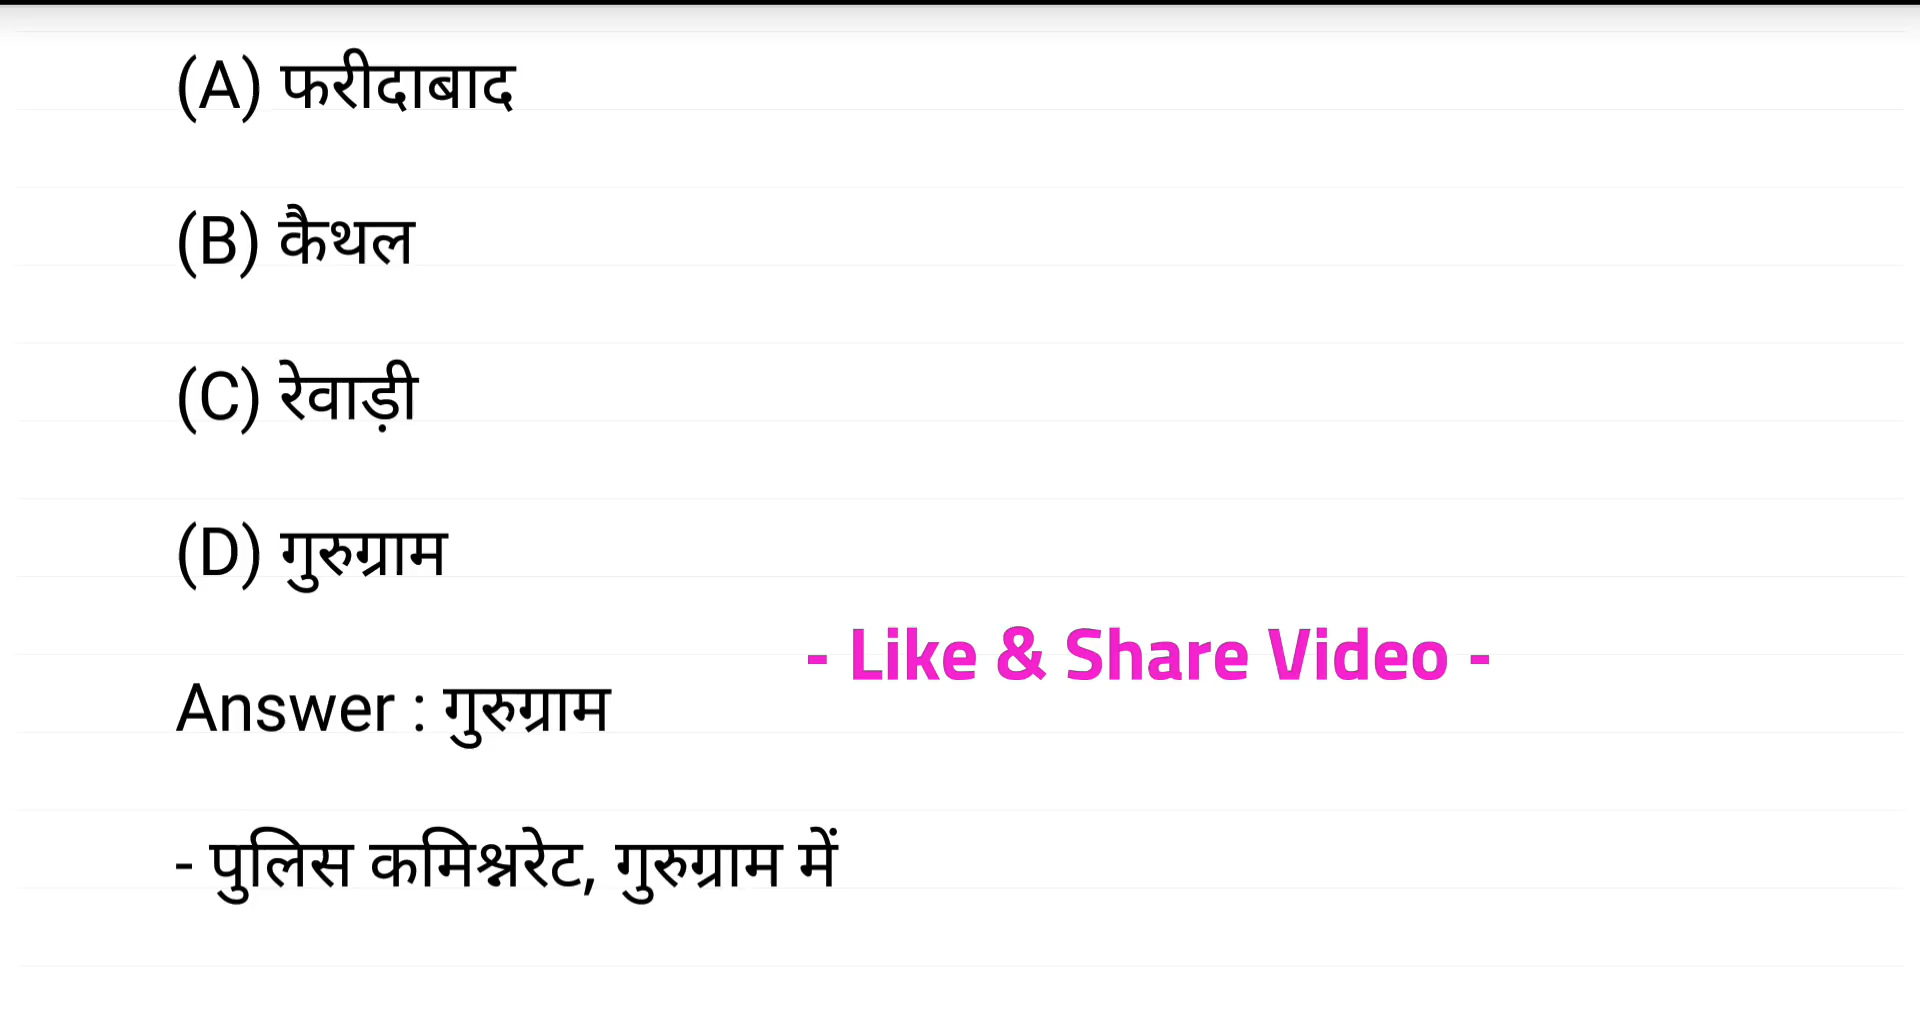 (A) फरीदाबाद
(B) कैथल
(C) रेवाड़ी
(D) गुरुग्राम
- Like & Share Video -
Answer : गुरुग्राम
- पुलिस कमिश्नरेट, गुरुग्राम में